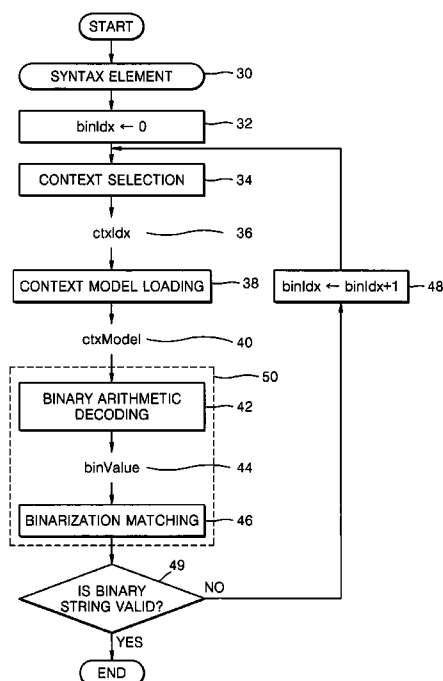 START
SYNTAX ELEMENT
30
binIdx ← 0
32
CONTEXT SELECTION
34
ctxIdx
36
CONTEXT MODEL LOADING
38
binIdx ← binIdx+1
48
ctxModel
40
50
BINARY ARITHMETIC
DECODING
42
binValue
44
BINARIZATION MATCHING
46
49
IS BINARY
STRING VALID?
NO
YES
END